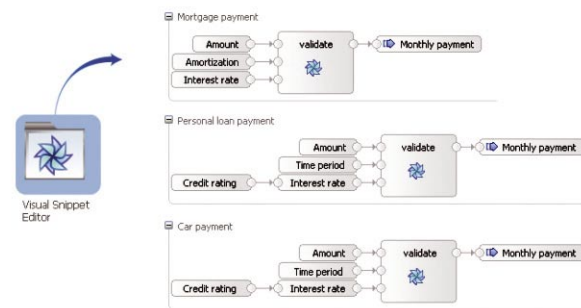 Mortgage payment
Amount
validate
Monthly payment
Amortization
Interest rate
Personal loan payment
Amount
validate
Monthly payment
Time period
Credit rating
Interest rate
Visual Snippet
Editor
Car payment
Amount
validate
Monthly payment
Time period
Credit rating
Interest rate